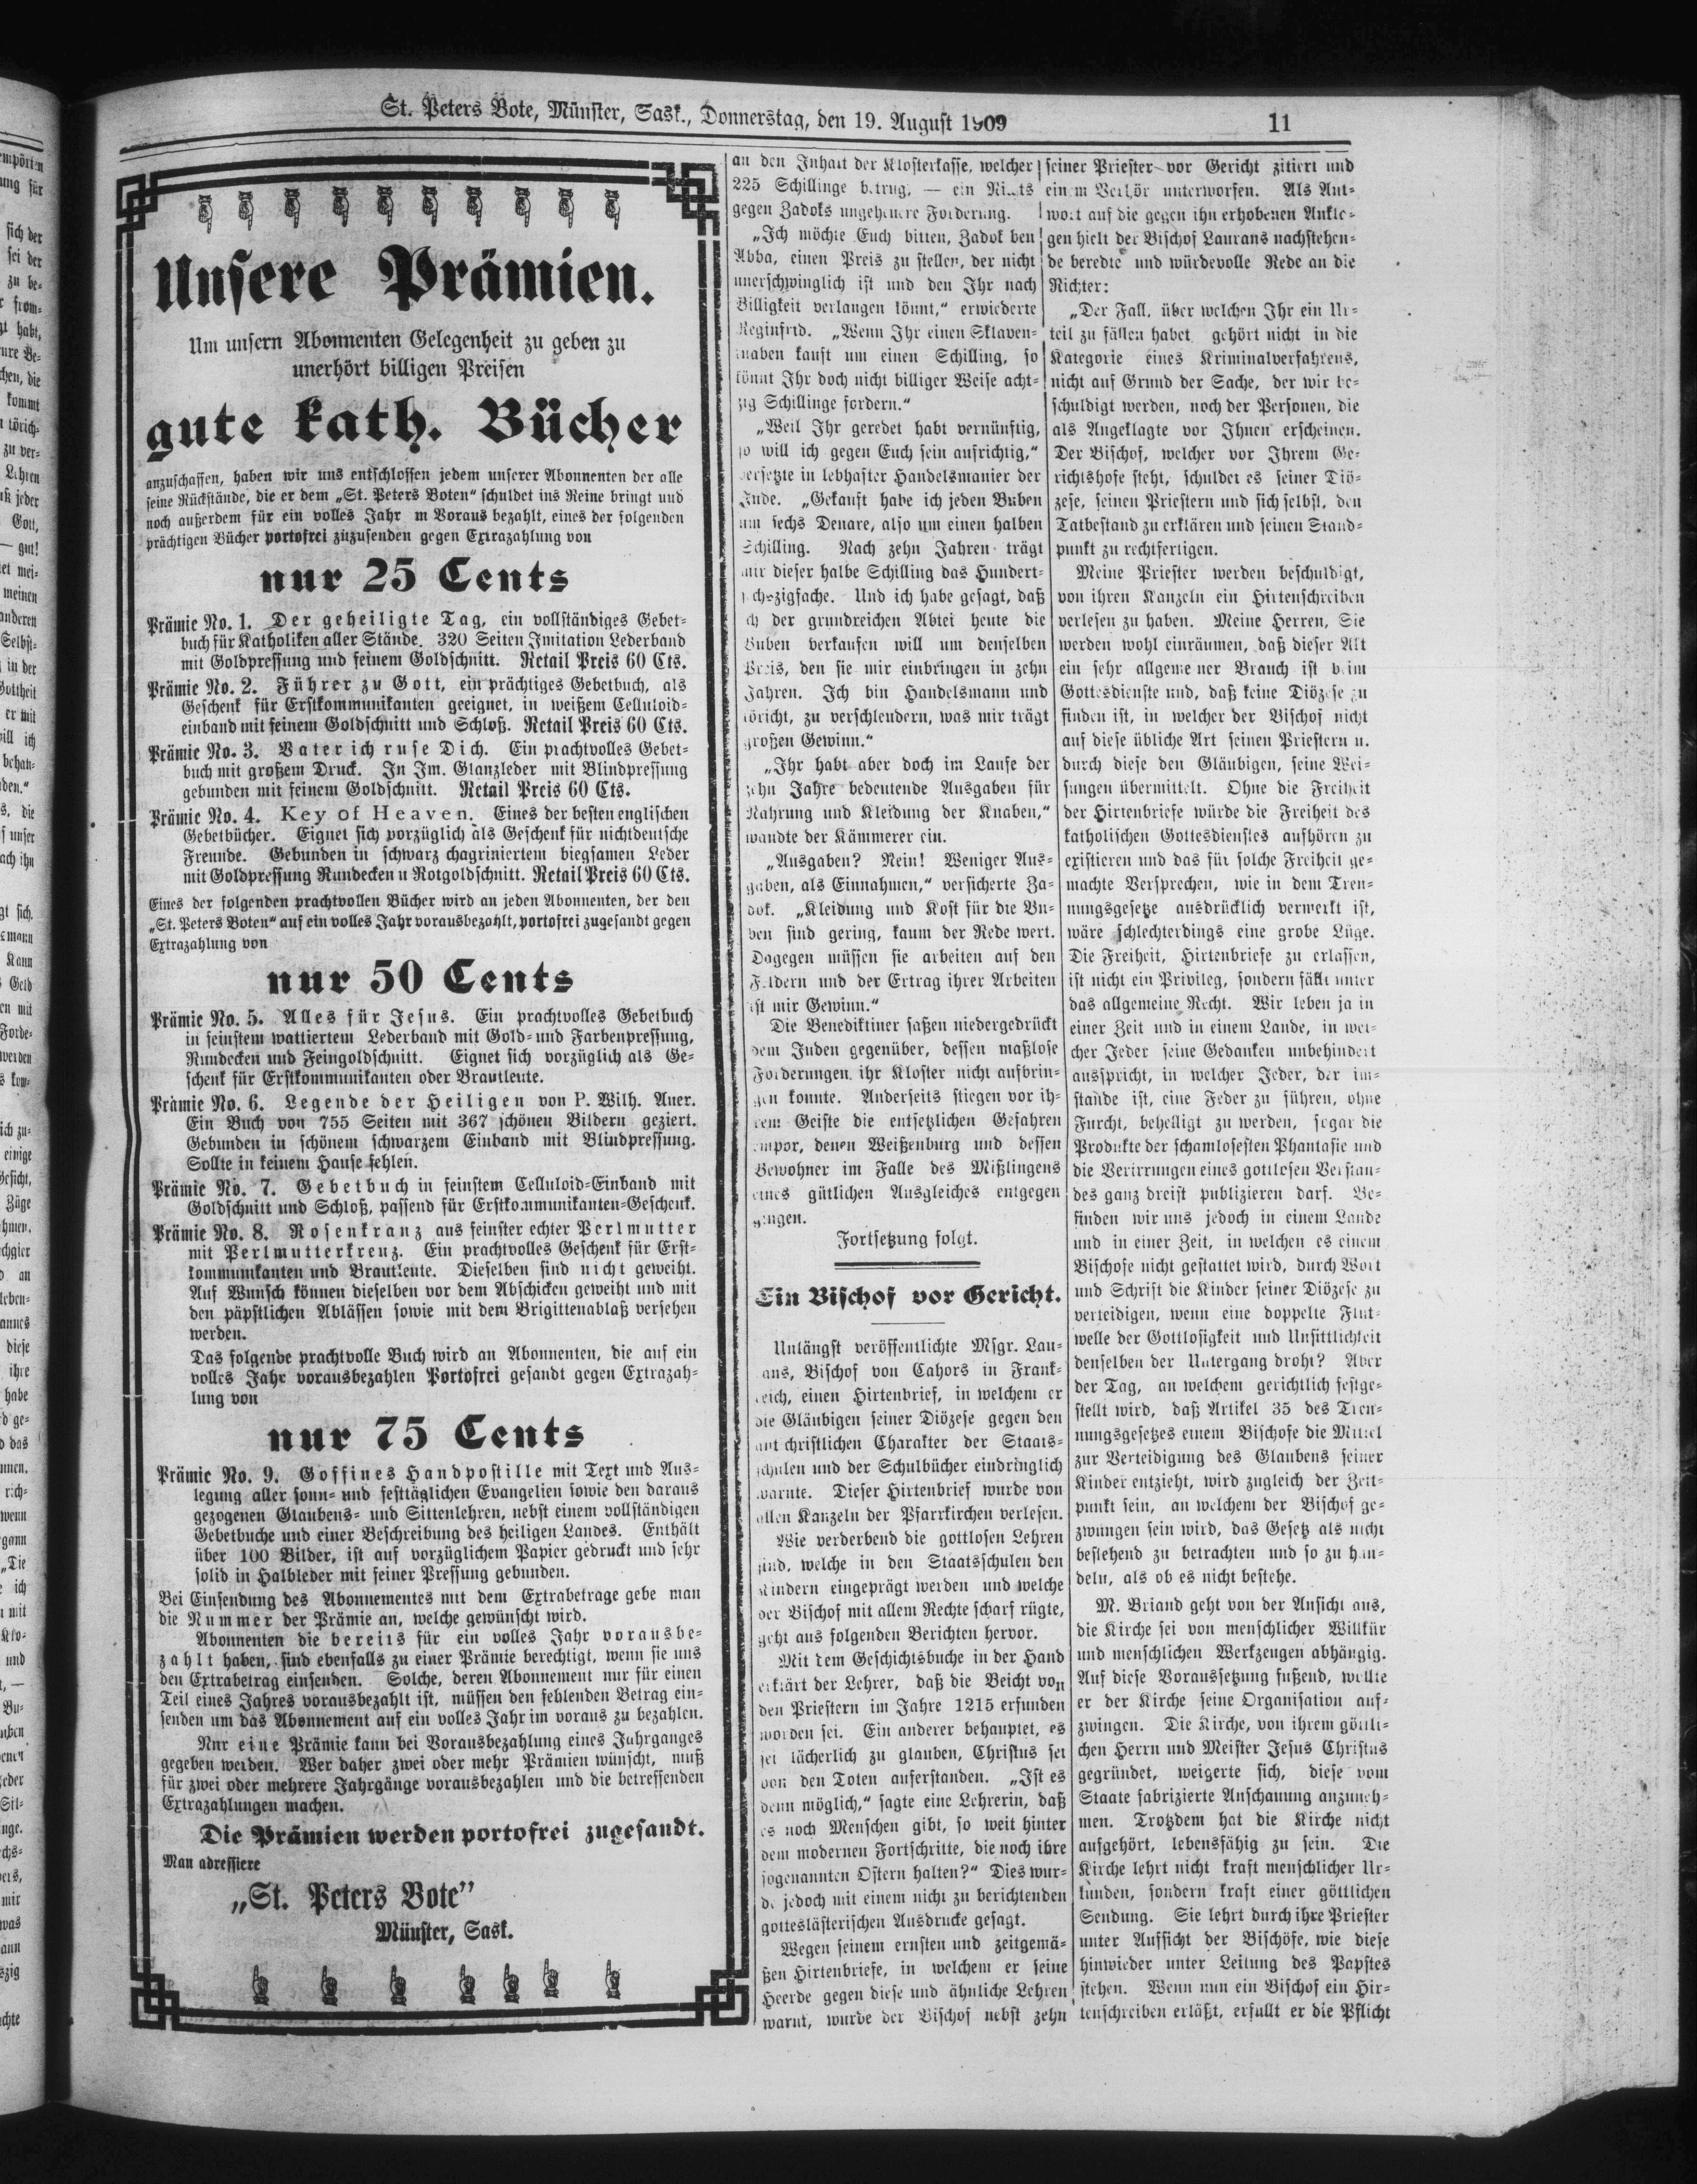 St. Peters Bote, Münster, Sask., Donnerstag, den 19. August 1909
11
Unsere Prämien.
Um unsern Abonnenten Gelegenheit zu geben zu
unerhört billigen Preisen
gute kath. Bücher
anzuschaffen, haben wir uns entschlossen jedem unserer Abonnenten der alle
seine Rückstände, die er dem „St. Peters Boten" schuldet ins Reine bringt und
noch außerdem für ein volles Jahr m Voraus bezahlt, eines der folgenden
prächtigen Bücher portofrei zuzusenden gegen Extrazahlung von
nur 25 Cents
Prämie No. 1. Der geheiligte Tag, ein vollständiges Gebet-
buch für Katholiken aller Stände. 320 Seiten Imitation Lederband
mit Goldpressung und feinem Goldschnitt. Retail Preis 60 Cts.
Prämie No. 2. Führer zu Gott, ein prächtiges Gebetbuch, als
Geschenk für Erstkommunikanten geeignet, in weißem Celluloid-
einband mit feinem Goldschnitt und Schloß. Retail Preis 60 Cts.
Prämie No. 3. Vater ich rufe Dich. Ein prachtvolles Gebet-
buch mit großem Druck. In Im. Glanzleder mit Blindpressung
gebunden mit feinem Goldschnitt. Retail Preis 60 Cts.
Prämie No. 4. Key of Heaven. Eines der besten englischen
Gebetbücher. Eignet sich vorzüglich als Geschenk für nichtdeutsche
Freunde. Gebunden in schwarz chagriniertem biegsamen Leder
mit Goldpressung Rundecken u Rotgoldschnitt. Retail Preis 60 Cts.
Eines der folgenden prachtvollen Bücher wird an jeden Abonnenten, der den
„St. Peters Boten" auf ein volles Jahr vorausbezahlt, portofrei zugesandt gegen
Extrazahlung von
nur 50 Cents
Prämie No. 5. Alles für Jesus. Ein prachtvolles Gebetbuch
in feinstem wattiertem Lederband mit Gold- und Farbenpressung,
Rundecken und Feingoldschnitt. Eignet sich vorzüglich als Ge-
schenk für Erstkommunikanten oder Brautleute.
Prämie No. 6. Legende der Heiligen von P. Wilh. Auer.
Ein Buch von 755 Seiten mit 367 schönen Bildern geziert.
Gebunden in schönem schwarzem Einband mit Blindpressung.
Sollte in keinem Hause fehlen.
Prämie No. 7. Gebetbuch in feinstem Celluloid-Einband mit
Goldschnitt und Schloß, passend für Erstkommunikanten-Geschenk.
Prämie No. 8. Rosenkranz aus feinster echter Perlmutter
mit Perlmutterkreuz. Ein prachtvolles Geschenk für Erst-
kommunikanten und Brautleute. Dieselben sind nicht geweiht.
Auf Wunsch können dieselben vor dem Abschicken geweiht und mit
den päpstlichen Ablässen sowie mit dem Brigittenablaß versehen
werden.
Das folgende prachtvolle Buch wird an Abonnenten, die auf ein
volles Jahr vorausbezahlen Portofrei gesandt gegen Extrazah-
lung von
nur 75 Cents
Prämie No. 9. Goffines Handpostille mit Text und Aus-
legung aller sonn- und festtäglichen Evangelien sowie den daraus
gezogenen Glaubens- und Sittenlehren, nebst einem vollständigen
Gebetbuche und einer Beschreibung des heiligen Landes. Enthält
über 100 Bilder, ist auf vorzüglichem Papier gedruckt und sehr
solid in Halbleder mit feiner Pressung gebunden.
Bei Einsendung des Abonnementes mit dem Extrabetrage gebe man
die Nummer der Prämie an, welche gewünscht wird.
Abonnenten die bereits für ein volles Jahr vorausbe-
zahlt haben, sind ebenfalls zu einer Prämie berechtigt, wenn sie uns
den Extrabetrag einsenden. Solche, deren Abonnement nur für einen
Teil eines Jahres vorausbezahlt ist, müssen den fehlenden Betrag ein-
senden um das Abonnement auf ein volles Jahr im voraus zu bezahlen.
Nur eine Prämie kann bei Vorausbezahlung eines Jahrganges
gegeben werden. Wer daher zwei oder mehr Prämien wünscht, muß
für zwei oder mehrere Jahrgänge vorausbezahlen und die betreffenden
Extrazahlungen machen.
Die Prämien werden portofrei zugesandt.
Man adressiere
„St. Peters Bote"
Münster, Sask.
an den Inhalt der Klosterkasse, welcher
225 Schillinge betrug, — ein Nichts
gegen Zadoks ungeheuere Forderung.
„Ich möchte Euch bitten, Zadok ben
Abba, einen Preis zu stellen, der nicht
unerschwinglich ist und den Ihr nach
Billigkeit verlangen könnt," erwiederte
Reginfrid. „Wenn Ihr einen Sklaven-
knaben kauft um einen Schilling, so
könnt Ihr doch nicht billiger Weise acht-
zig Schillinge fordern."
„Weil Ihr geredet habt vernünftig,
so will ich gegen Euch sein aufrichtig,"
versetzte in lebhafter Handelsmanier der
Jude. „Gekauft habe ich jeden Buben
um sechs Denare, also um einen halben
Schilling. Nach zehn Jahren trägt
mir dieser halbe Schilling das Hundert-
sechszigfache. Und ich habe gesagt, daß
ich der grundreichen Abtei heute die
Buben verkaufen will um denselben
Preis, den sie mir einbringen in zehn
Jahren. Ich bin Handelsmann und
töricht, zu verschleudern, was mir trägt
großen Gewinn."
„Ihr habt aber doch im Laufe der
zehn Jahre bedeutende Ausgaben für
Nahrung und Kleidung der Knaben,"
wandte der Kämmerer ein.
„Ausgaben? Nein! Weniger Aus-
gaben, als Einnahmen," versicherte Za-
dok. „Kleidung und Kost für die Bu-
ben sind gering, kaum der Rede wert.
Dagegen müssen sie arbeiten auf den
Feldern und der Ertrag ihrer Arbeiten
ist mir Gewinn."
Die Benediktiner saßen niedergedrückt
dem Juden gegenüber, dessen maßlose
Forderungen ihr Kloster nicht aufbrin-
gen konnte. Anderseits stiegen vor ih-
rem Geiste die entsetzlichen Gefahren
empor, denen Weißenburg und dessen
Bewohner im Falle des Mißlingens
eines gütlichen Ausgleiches entgegen
gingen.
Fortsetzung folgt.
Ein Bischof vor Gericht.
Unlängst veröffentlichte Msgr. Lau-
rans, Bischof von Cahors in Frank-
reich, einen Hirtenbrief, in welchem er
die Gläubigen seiner Diözese gegen den
antichristlichen Charakter der Staats-
schulen und der Schulbücher eindringlich
warnte. Dieser Hirtenbrief wurde von
allen Kanzeln der Pfarrkirchen verlesen.
Wie verderbend die gottlosen Lehren
sind, welche in den Staatsschulen den
Kindern eingeprägt werden und welche
der Bischof mit allem Rechte scharf rügte,
geht aus folgenden Berichten hervor.
Mit dem Geschichtsbuche in der Hand
erklärt der Lehrer, daß die Beicht von
den Priestern im Jahre 1215 erfunden
worden sei. Ein anderer behauptet, es
sei lächerlich zu glauben, Christus sei
von den Toten auferstanden. „Ist es
denn möglich," sagte eine Lehrerin, daß
es noch Menschen gibt, so weit hinter
dem modernen Fortschritte, die noch ihre
sogenannten Ostern halten?" Dies wur-
de jedoch mit einem nicht zu berichtenden
gotteslästerischen Ausdrucke gesagt.
Wegen seinem ernsten und zeitgemä-
ßen Hirtenbriefe, in welchem er seine
Heerde gegen diese und ähnliche Lehren
warnt, wurde der Bischof nebst zehn
seiner Priester vor Gericht zitiert und
einem Verhör unterworfen. Als Ant-
wort auf die gegen ihn erhobenen Ankla-
gen hielt der Bischof Laurans nachstehen-
de beredte und würdevolle Rede an die
Richter:
„Der Fall, über welchen Ihr ein Ur-
teil zu fällen habet gehört nicht in die
Kategorie eines Kriminalverfahrens,
nicht auf Grund der Sache, der wir be-
schuldigt werden, noch der Personen, die
als Angeklagte vor Ihnen erscheinen.
Der Bischof, welcher vor Ihrem Ge-
richtshofe steht, schuldet es seiner Diö-
zese, seinen Priestern und sich selbst, den
Tatbestand zu erklären und seinen Stand-
punkt zu rechtfertigen.
Meine Priester werden beschuldigt,
von ihren Kanzeln ein Hirtenschreiben
verlesen zu haben. Meine Herren, Sie
werden wohl einräumen, daß dieser Akt
ein sehr allgemeiner Brauch ist beim
Gottesdienste und, daß keine Diözese zu
finden ist, in welcher der Bischof nicht
auf diese übliche Art seinen Priestern u.
durch diese den Gläubigen, seine Wei-
sungen übermittelt. Ohne die Freiheit
der Hirtenbriefe würde die Freiheit des
katholischen Gottesdienstes aufhören zu
existieren und das für solche Freiheit ge-
machte Versprechen, wie in dem Tren-
nungsgesetze ausdrücklich vermerkt ist,
wäre schlechterdings eine grobe Lüge.
Die Freiheit, Hirtenbriefe zu erlassen,
ist nicht ein Privileg, sondern fällt unter
das allgemeine Recht. Wir leben ja in
einer Zeit und in einem Lande, in wel-
cher Jeder seine Gedanken unbehindert
ausspricht, in welcher Jeder, der im-
stande ist, eine Feder zu führen, ohne
Furcht, behelligt zu werden, sogar die
Produkte der schamlosesten Phantasie und
die Verirrungen eines gottlosen Verstan-
des ganz dreist publizieren darf. Be-
finden wir uns jedoch in einem Lande
und in einer Zeit, in welchen es einem
Bischofe nicht gestattet wird, durch Wort
und Schrift die Kinder seiner Diözese zu
verteidigen, wenn eine doppelte Flut-
welle der Gottlosigkeit und Unsittlichkeit
denselben der Untergang droht? Aber
der Tag, an welchem gerichtlich festge-
stellt wird, daß Artikel 35 des Tren-
nungsgesetzes einem Bischofe die Mittel
zur Verteidigung des Glaubens seiner
Kinder entzieht, wird zugleich der Zeit-
punkt sein, an welchem der Bischof ge-
zwungen sein wird, das Gesetz als nicht
bestehend zu betrachten und so zu han-
deln, als ob es nicht bestehe.
M. Briand geht von der Ansicht aus,
die Kirche sei von menschlicher Willkür
und menschlichen Werkzeugen abhängig.
Auf diese Voraussetzung fußend, wollte
er der Kirche seine Organisation auf-
zwingen. Die Kirche, von ihrem göttli-
chen Herrn und Meister Jesus Christus
gegründet, weigerte sich, diese vom
Staate fabrizierte Anschauung anzuneh-
men. Trotzdem hat die Kirche nicht
aufgehört, lebensfähig zu sein. Die
Kirche lehrt nicht kraft menschlicher Ur-
kunden, sondern kraft einer göttlichen
Sendung. Sie lehrt durch ihre Priester
unter Aufsicht der Bischöfe, wie diese
hinwieder unter Leitung des Papstes
stehen. Wenn nun ein Bischof ein Hir-
tenschreiben erläßt, erfüllt er die Pflicht